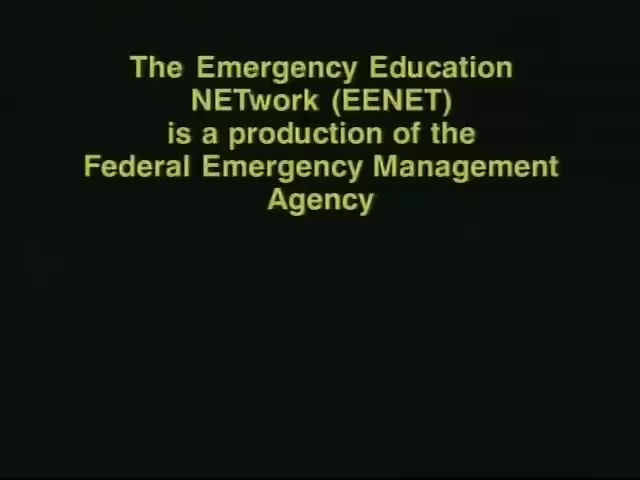 The Emergency Education
NETwork (EENET)
is a production of the
Federal Emergency Management
Agency